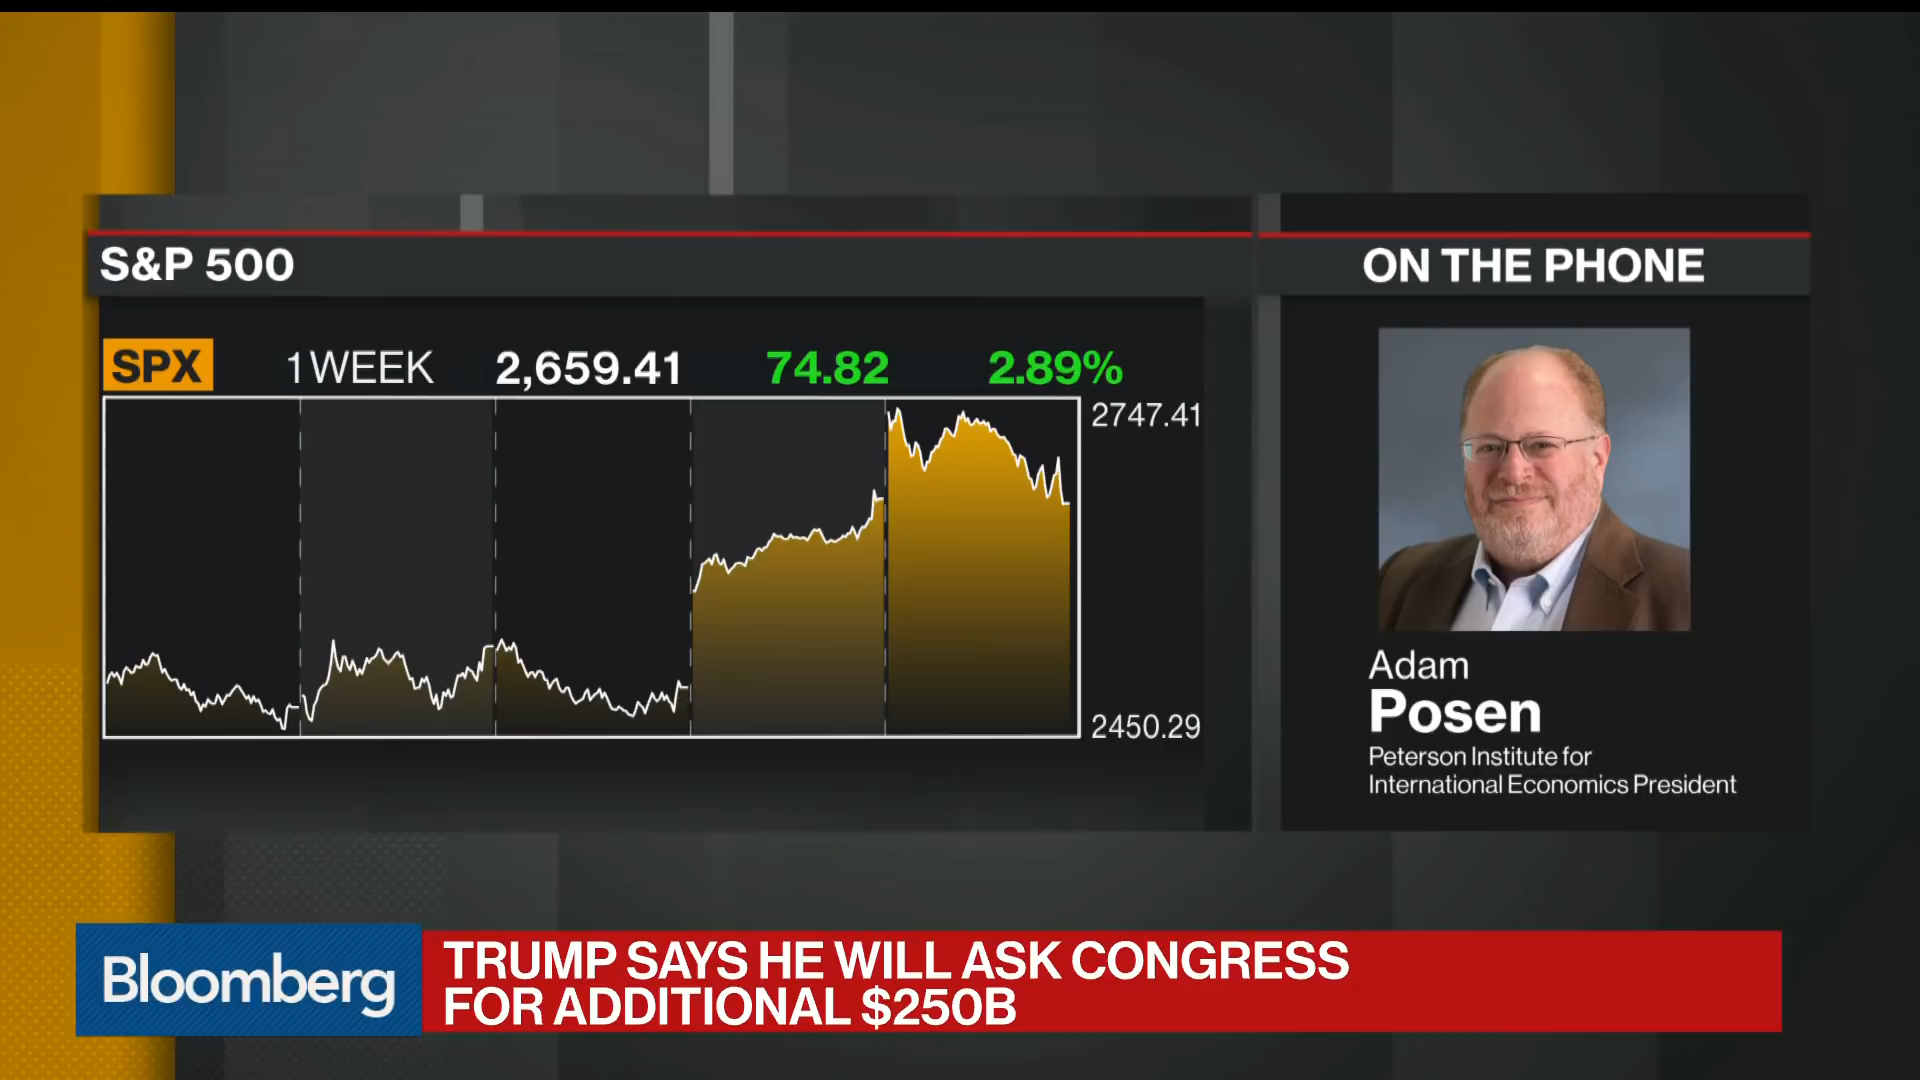 S&P 500
SPX 1 WEEK 2,659.41 74.82 2.89%
2747.41
2450.29
ON THE PHONE
Adam
Posen
Peterson Institute for
International Economics President
Bloomberg
TRUMP SAYS HE WILL ASK CONGRESS
FOR ADDITIONAL $250B